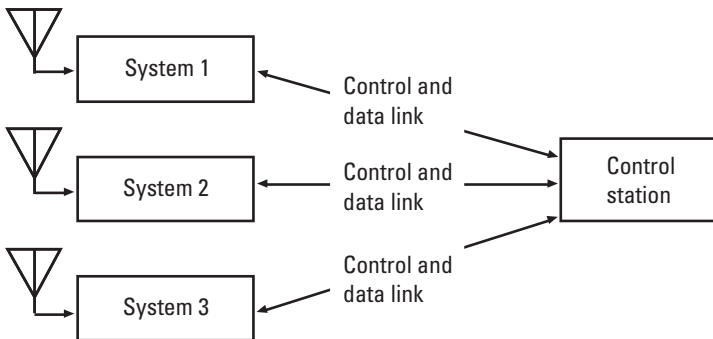 System 1
Control and
data link
System 2
Control and
data link
Control
station
System 3
Control and
data link